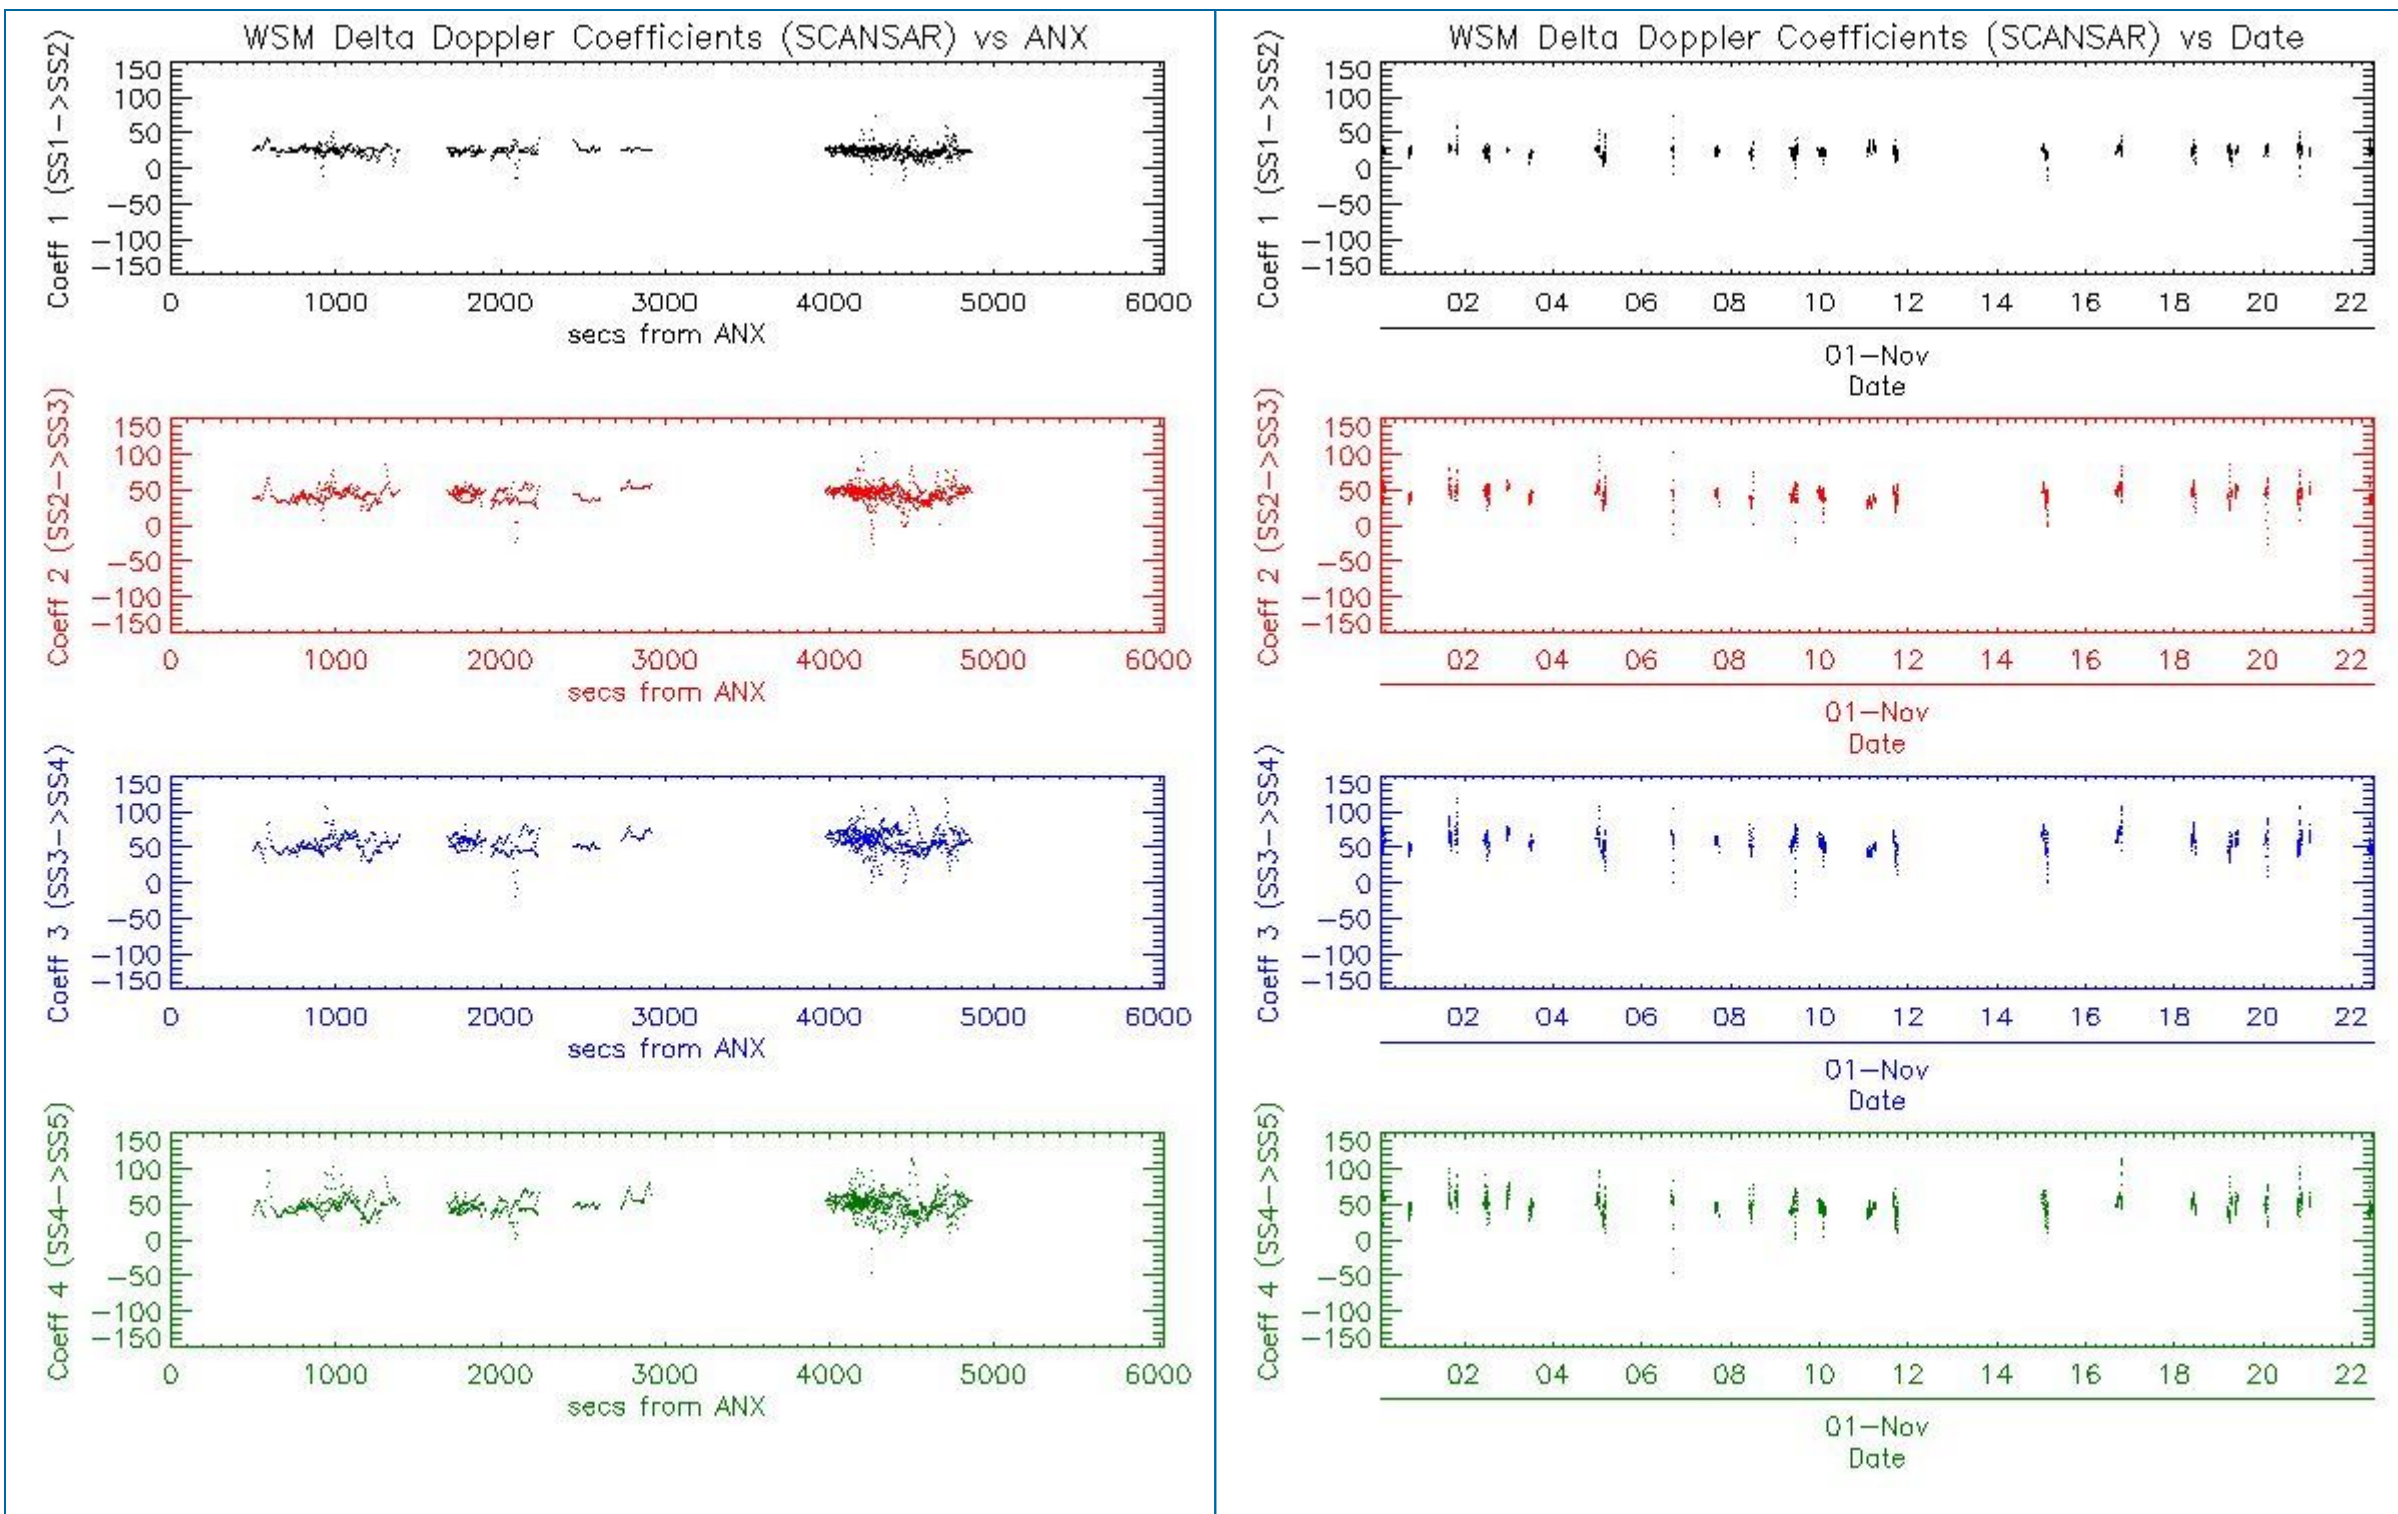 WSM Delta Doppler Coefficients (SCANSAR) vs ANX
Coeff 1 (SS1->SS2)
150
100
50
0
-50
-100
-150
0 1000 2000 3000 4000 5000 6000
secs from ANX
Coeff 2 (SS2->SS3)
150
100
50
0
-50
-100
-150
0 1000 2000 3000 4000 5000 6000
secs from ANX
Coeff 3 (SS3->SS4)
150
100
50
0
-50
-100
-150
0 1000 2000 3000 4000 5000 6000
secs from ANX
Coeff 4 (SS4->SS5)
150
100
50
0
-50
-100
-150
0 1000 2000 3000 4000 5000 6000
secs from ANX
WSM Delta Doppler Coefficients (SCANSAR) vs Date
Coeff 1 (SS1->SS2)
150
100
50
0
-50
-100
-150
02 04 06 08 10 12 14 16 18 20 22
01-Nov
Date
Coeff 2 (SS2->SS3)
150
100
50
0
-50
-100
-150
02 04 06 08 10 12 14 16 18 20 22
01-Nov
Date
Coeff 3 (SS3->SS4)
150
100
50
0
-50
-100
-150
02 04 06 08 10 12 14 16 18 20 22
01-Nov
Date
Coeff 4 (SS4->SS5)
150
100
50
0
-50
-100
-150
02 04 06 08 10 12 14 16 18 20 22
01-Nov
Date